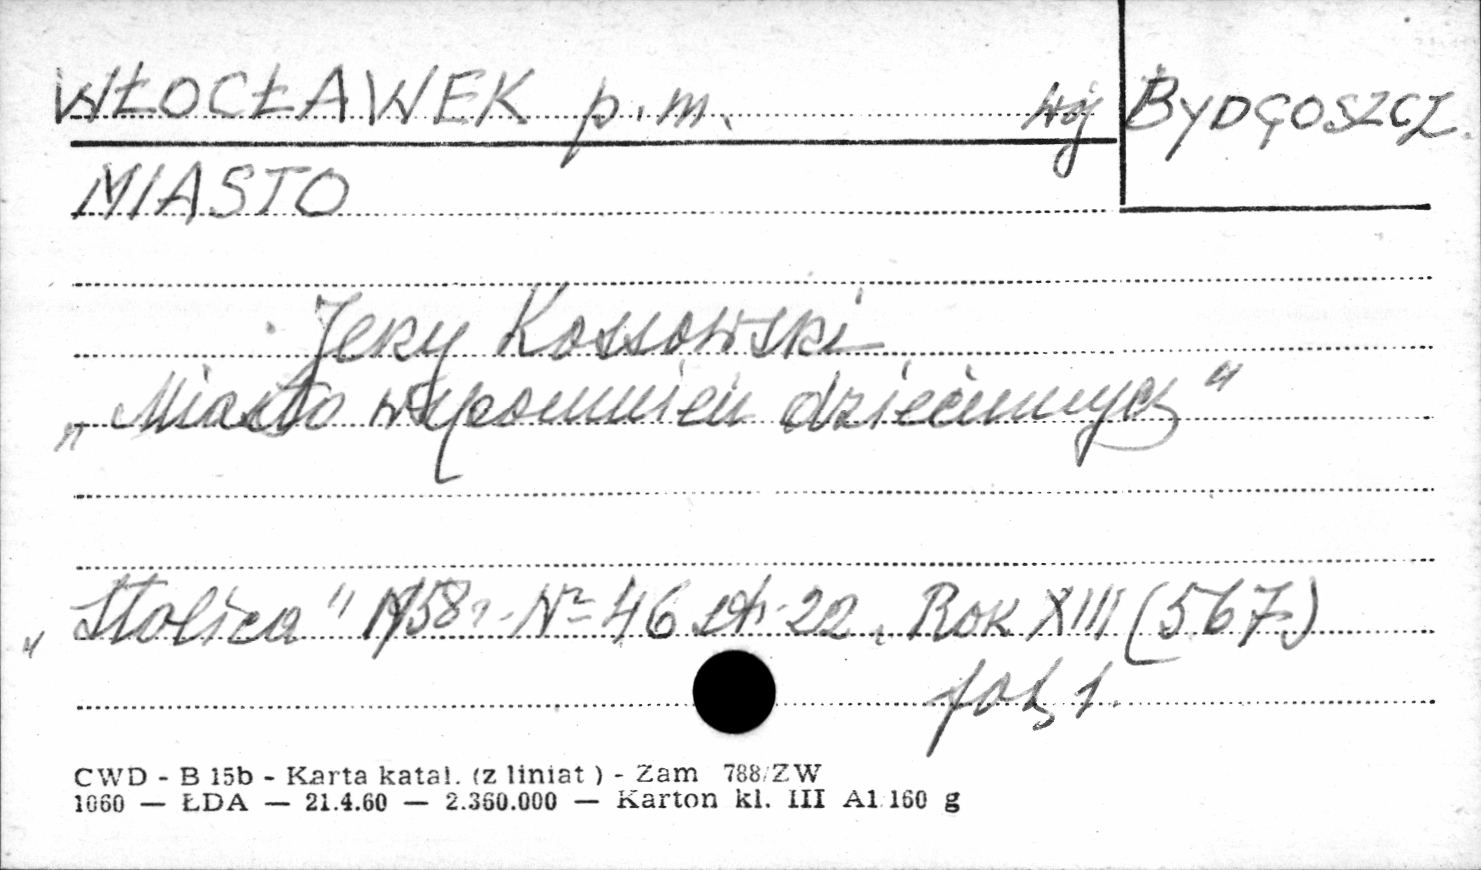 WŁOCŁAWEK p.m. woj BYDGOSZCZ
MIASTO
Jerzy Kossowski
„Miasto wspomnień dziecinnych"
„Stolica" 1958 r. Nr 46 str. 22. Rok XIII (567)
fot. 1.
CWD - B 15b - Karta katal. (z liniat ) - Zam 788/ZW
1060 — ŁDA — 21.4.60 — 2.360.000 — Karton kl. III A1 160 g